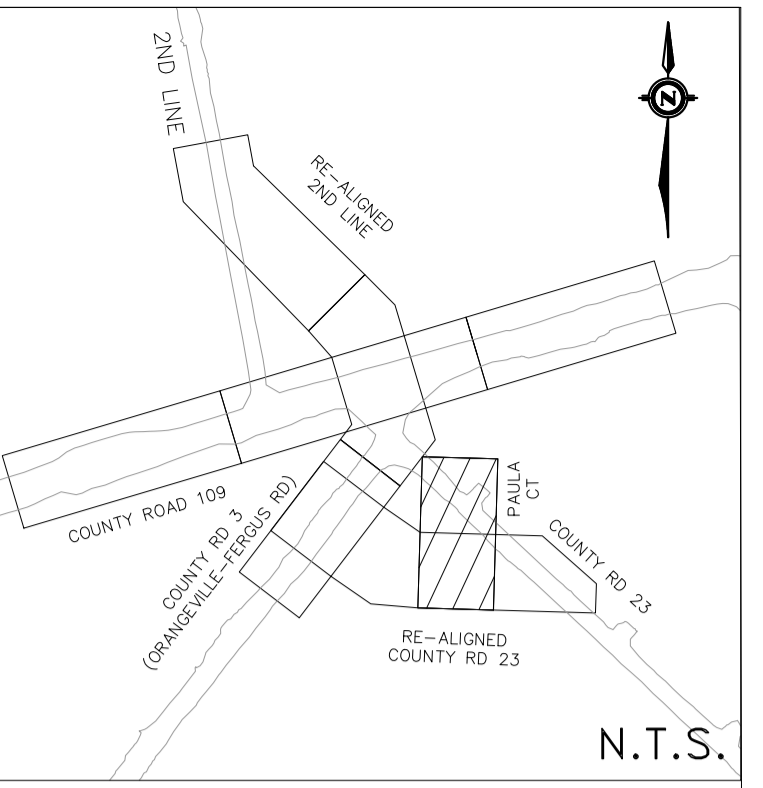 2ND LINE
N
RE-ALIGNED
2ND LINE
COUNTY ROAD 109
COUNTY RD 3
(ORANGEVILLE-FERGUS RD)
PAULA
CT
COUNTY RD 23
RE-ALIGNED
COUNTY RD 23
N.T.S.